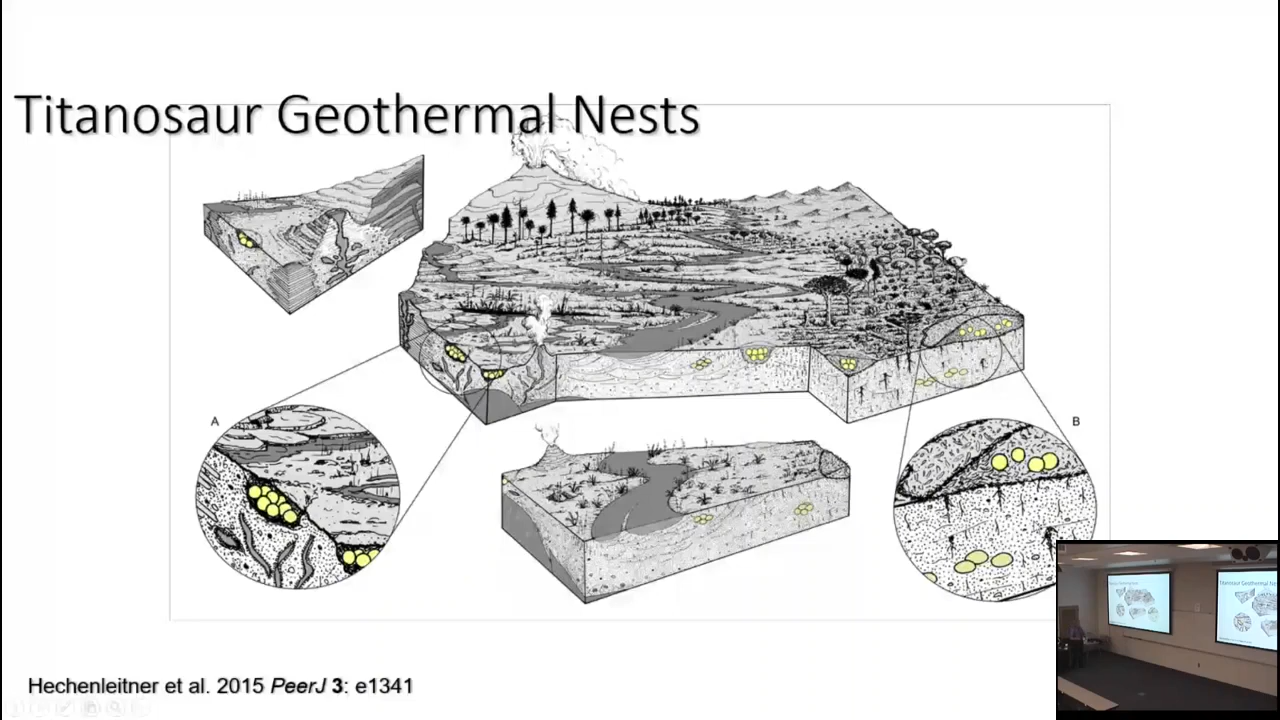 Titanosaur Geothermal Nests
A
B
Hechenleitner et al. 2015 PeerJ 3: e1341